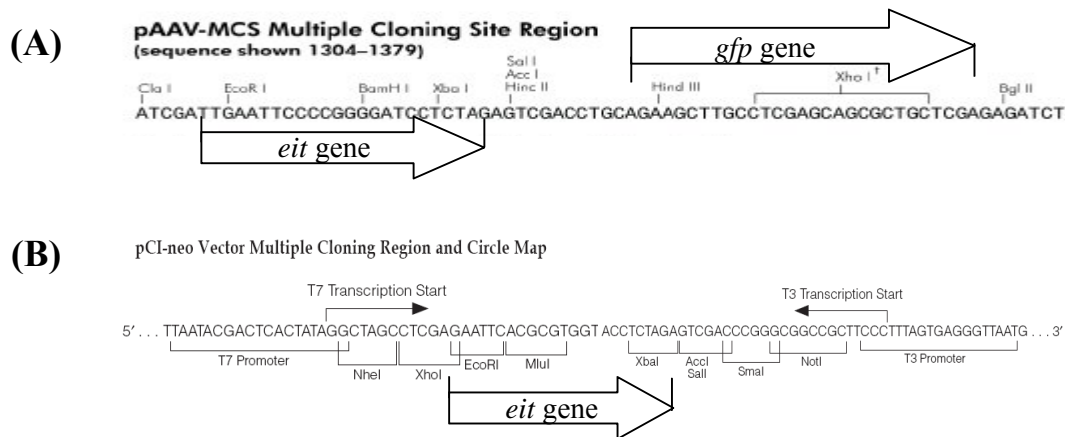 (A)
pAAV-MCS Multiple Cloning Site Region
(sequence shown 1304–1379)
gfp gene
Cla I EcoR I BamH I Xba I Sal I Acc I Hinc II Hind III Xho I† Bgl II
ATCGATTGAATTCCCCGGGGATCCTCTAGAGTCGACCTGCAGAAGCTTGCCTCGAGCAGCGCTGCTCGAGAGATCT
eit gene
(B)
pCI-neo Vector Multiple Cloning Region and Circle Map
T7 Transcription Start T3 Transcription Start
5' . . . TTAATACGACTCACTATAGGCTAGCCTCGAGAATTCACGCGTGGT ACCTCTAGAGTCGACCCGGGCGGCCGCTTCCCTTTAGTGAGGGTTAATG . . . 3'
T7 Promoter NheI XhoI EcoRI MluI XbaI AccI SalI SmaI NotI T3 Promoter
eit gene